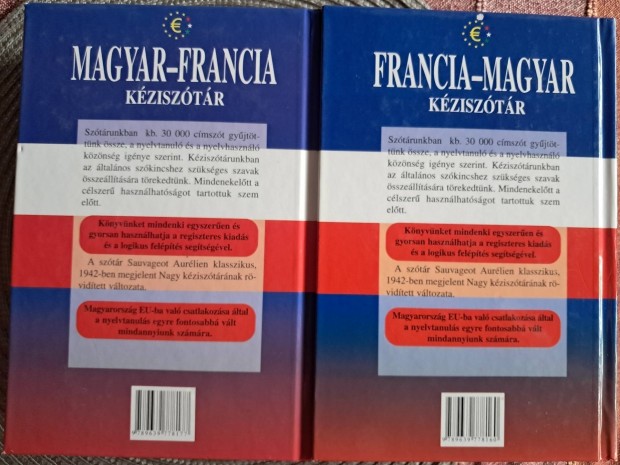 €
MAGYAR–FRANCIA
KÉZISZÓTÁR
Szótárunkban kb. 30 000 címszót gyűjtöt-
tünk össze, a nyelvtanuló és a nyelvhasználó
közönség igénye szerint. Kéziszótárunkban
az általános szókincshez szükséges szavak
összeállítására törekedtünk. Mindenekelőtt a
célszerű használhatóságot tartottuk szem
előtt.
Könyvünket mindenki egyszerűen és
gyorsan használhatja a regiszteres kiadás
és a logikus felépítés segítségével.
A szótár Sauvageot Aurélien klasszikus,
1942-ben megjelent Nagy kéziszótárának rö-
vidített változata.
Magyarország EU-ba való csatlakozása által
a nyelvtanulás egyre fontosabbá vált
mindannyiunk számára.
9 789639 778177
€
FRANCIA–MAGYAR
KÉZISZÓTÁR
Szótárunkban kb. 30 000 címszót gyűjtöt-
tünk össze, a nyelvtanuló és a nyelvhasználó
közönség igénye szerint. Kéziszótárunkban
az általános szókincshez szükséges szavak
összeállítására törekedtünk. Mindenekelőtt a
célszerű használhatóságot tartottuk szem
előtt.
Könyvünket mindenki egyszerűen és
gyorsan használhatja a regiszteres kiadás
és a logikus felépítés segítségével.
A szótár Sauvageot Aurélien klasszikus,
1942-ben megjelent Nagy kéziszótárának rö-
vidített változata.
Magyarország EU-ba való csatlakozása által
a nyelvtanulás egyre fontosabbá vált
mindannyiunk számára.
9 789639 778160